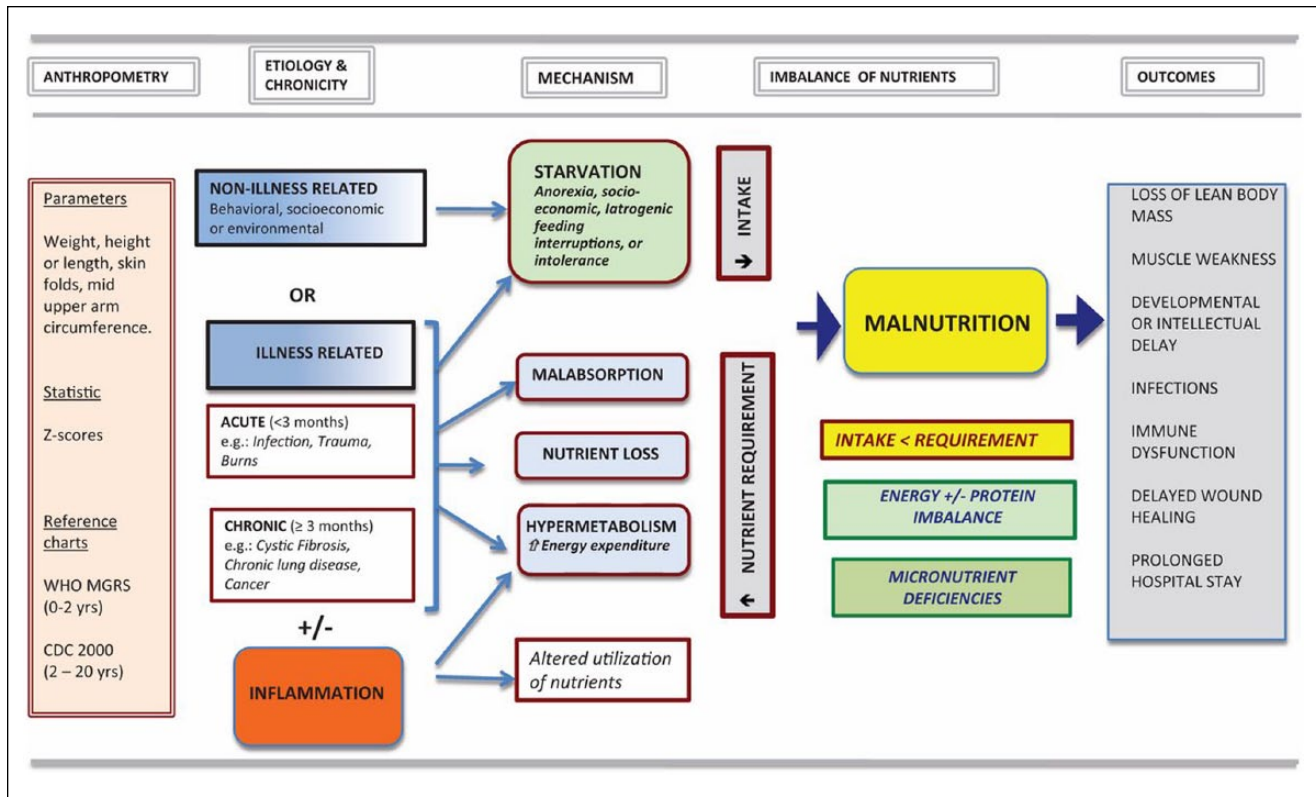 ANTHROPOMETRY
ETIOLOGY &
CHRONICITY
MECHANISM
IMBALANCE OF NUTRIENTS
OUTCOMES
Parameters
Weight, height
or length, skin
folds, mid
upper arm
circumference.
Statistic
Z-scores
Reference
charts
WHO MGRS
(0-2 yrs)
CDC 2000
(2 – 20 yrs)
NON-ILLNESS RELATED
Behavioral, socioeconomic
or environmental
OR
ILLNESS RELATED
ACUTE (<3 months)
e.g.: Infection, Trauma,
Burns
CHRONIC (≥ 3 months)
e.g.: Cystic Fibrosis,
Chronic lung disease,
Cancer
+/-
INFLAMMATION
STARVATION
Anorexia, socio-
economic, Iatrogenic
feeding
interruptions, or
intolerance
MALABSORPTION
NUTRIENT LOSS
HYPERMETABOLISM
⇧ Energy expenditure
Altered utilization
of nutrients
↓ INTAKE
↑ NUTRIENT REQUIREMENT
MALNUTRITION
INTAKE < REQUIREMENT
ENERGY +/- PROTEIN
IMBALANCE
MICRONUTRIENT
DEFICIENCIES
LOSS OF LEAN BODY
MASS
MUSCLE WEAKNESS
DEVELOPMENTAL
OR INTELLECTUAL
DELAY
INFECTIONS
IMMUNE
DYSFUNCTION
DELAYED WOUND
HEALING
PROLONGED
HOSPITAL STAY